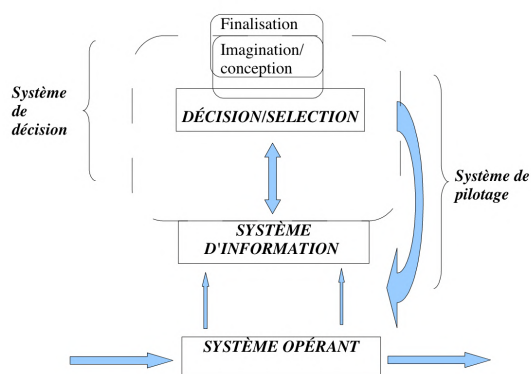 Finalisation
Imagination/
conception
Système
de
décision
DÉCISION/SELECTION
Système de
pilotage
SYSTÈME
D'INFORMATION
SYSTÈME OPÉRANT